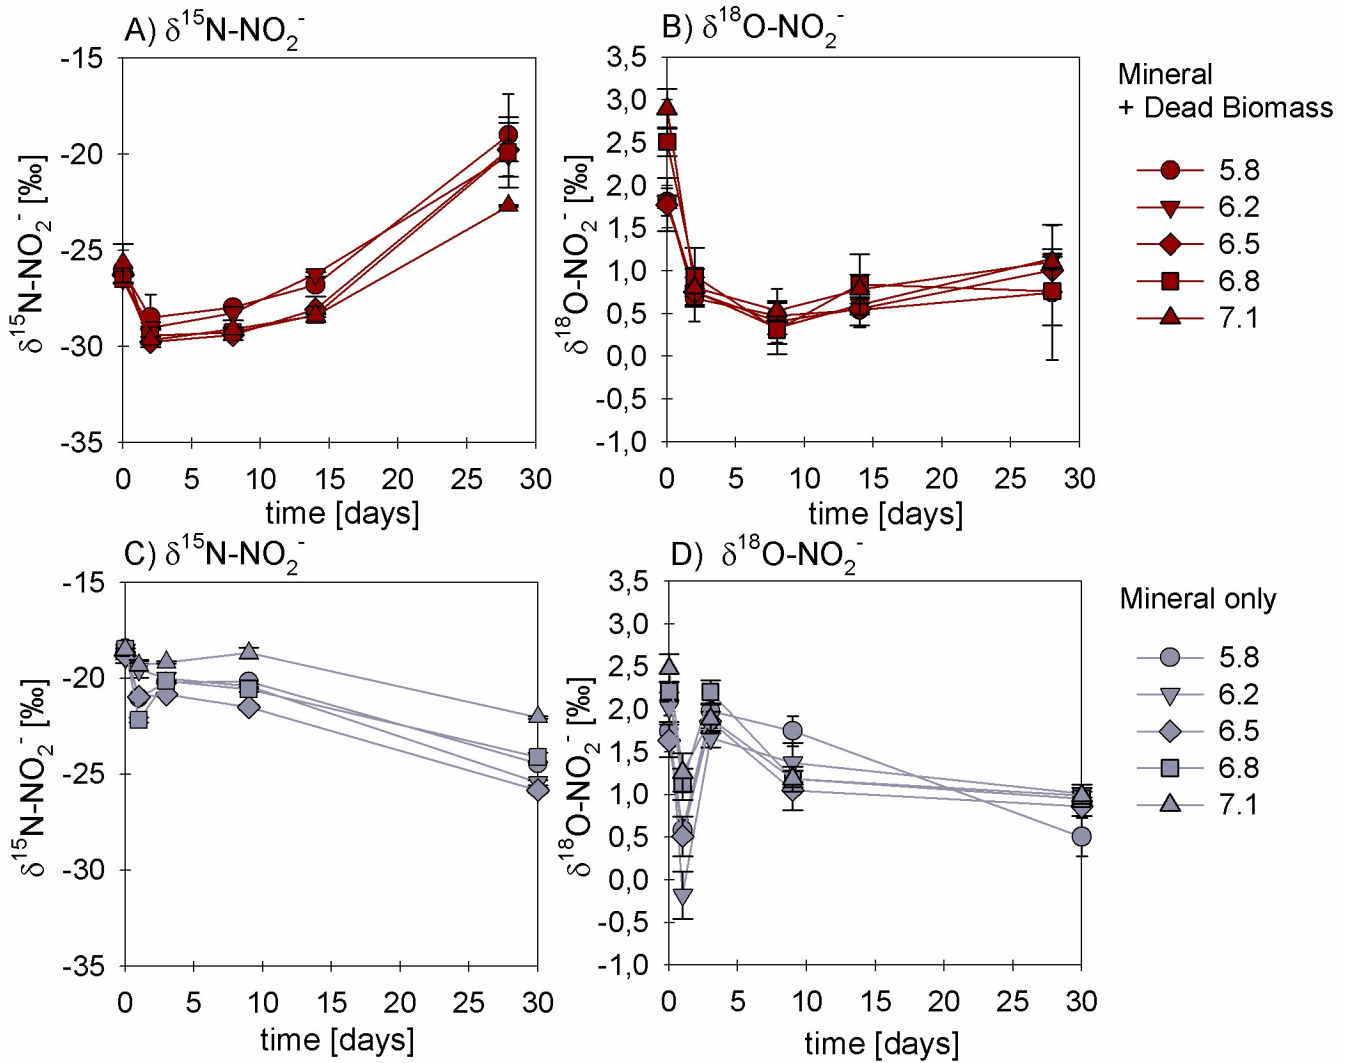 A) δ¹⁵N-NO₂⁻
B) δ¹⁸O-NO₂⁻
Mineral
+ Dead Biomass
5.8
6.2
6.5
6.8
7.1
δ¹⁵N-NO₂⁻ [‰]
-15
-20
-25
-30
-35
0 5 10 15 20 25 30
time [days]
δ¹⁸O-NO₂⁻ [‰]
3,5
3,0
2,5
2,0
1,5
1,0
0,5
0,0
-0,5
-1,0
0 5 10 15 20 25 30
time [days]
C) δ¹⁵N-NO₂⁻
D) δ¹⁸O-NO₂⁻
Mineral only
5.8
6.2
6.5
6.8
7.1
δ¹⁵N-NO₂⁻ [‰]
-15
-20
-25
-30
-35
0 5 10 15 20 25 30
time [days]
δ¹⁸O-NO₂⁻ [‰]
3,5
3,0
2,5
2,0
1,5
1,0
0,5
0,0
-0,5
-1,0
0 5 10 15 20 25 30
time [days]